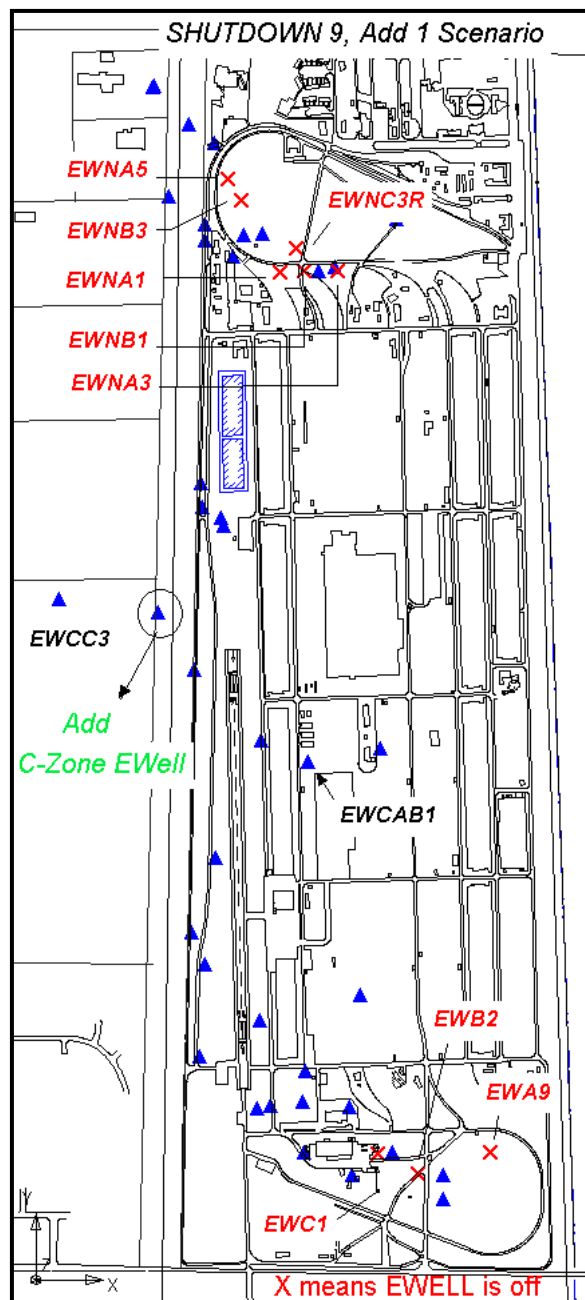 SHUTDOWN 9, Add 1 Scenario
EWNA5
EWNC3R
EWNB3
EWNA1
EWNB1
EWNA3
EWCC3
Add
C-Zone EWell
EWCAB1
EWB2
EWA9
EWC1
Y
X
X means EWELL is off